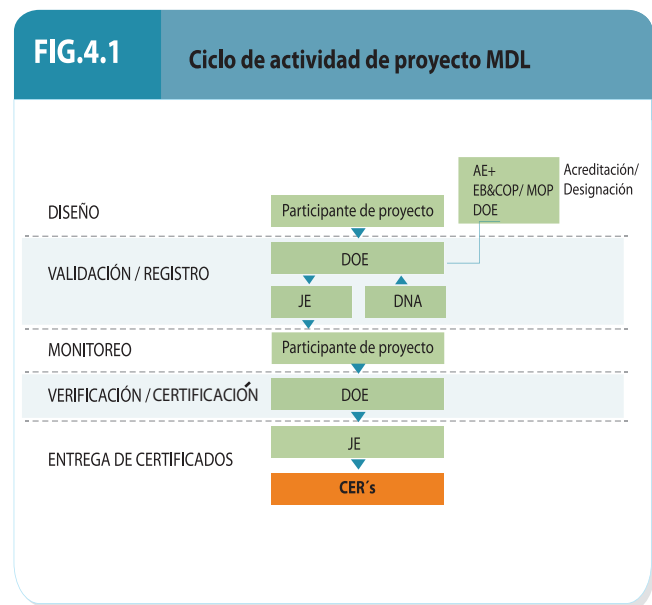 FIG.4.1
Ciclo de actividad de proyecto MDL
AE+
EB&COP/ MOP
DOE
Acreditación/
Designación
DISEÑO
Participante de proyecto
VALIDACIÓN / REGISTRO
DOE
JE
DNA
MONITOREO
Participante de proyecto
VERIFICACIÓN / CERTIFICACIÓN
DOE
ENTREGA DE CERTIFICADOS
JE
CER´s